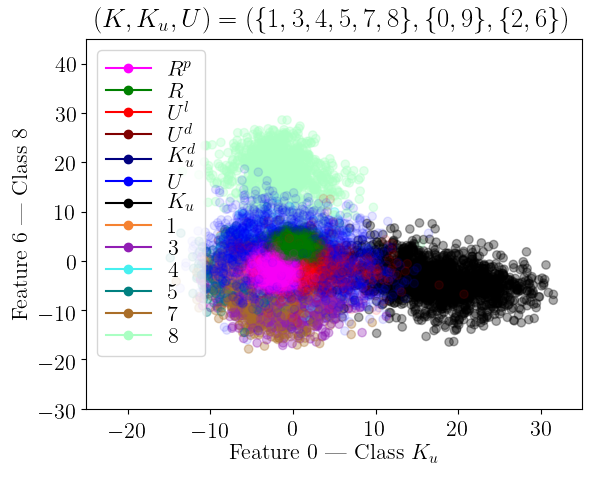 (K, K_u, U) = ({1, 3, 4, 5, 7, 8}, {0, 9}, {2, 6})
Feature 6 — Class 8
40
30
20
10
0
−10
−20
−30
R^p
R
U^l
U^d
K_u^d
U
K_u
1
3
4
5
7
8
−20 −10 0 10 20 30
Feature 0 — Class K_u